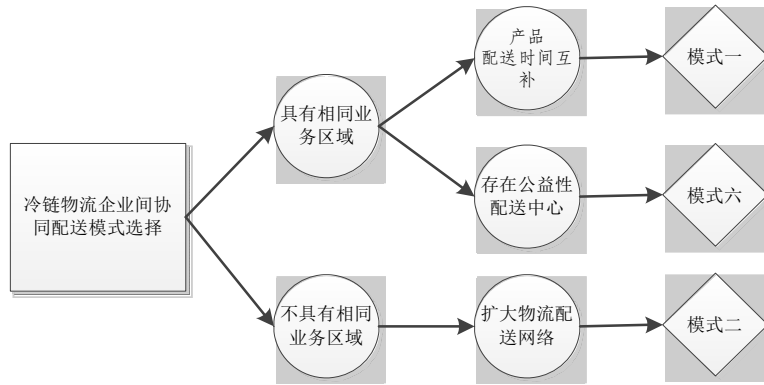 产品
配送时间互
补
模式一
具有相同业
务区域
冷链物流企业间协
同配送模式选择
存在公益性
配送中心
模式六
不具有相同
业务区域
扩大物流配
送网络
模式二